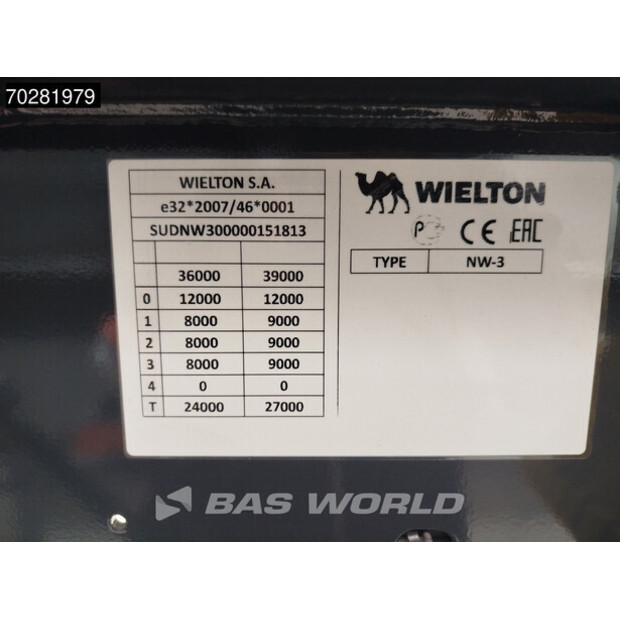 70281979
WIELTON S.A.
e32*2007/46*0001
SUDNW300000151813
36000 39000
0 12000 12000
1 8000 9000
2 8000 9000
3 8000 9000
4 0 0
T 24000 27000
WIELTON
CE EAC
TYPE NW-3
BAS WORLD